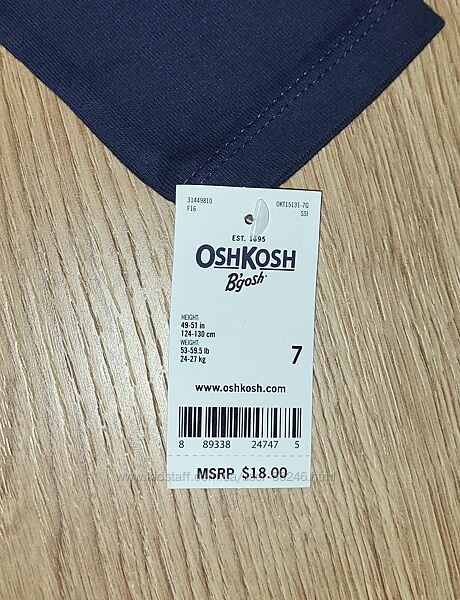 31449810 OKF15131-7G
F16 SSI
EST. 1895
OSHKOSH
B'gosh
HEIGHT:
49-51 in
124-130 cm
WEIGHT:
53-59.5 lb
24-27 kg
7
www.oshkosh.com
8 89338 24747 5
MSRP $18.00